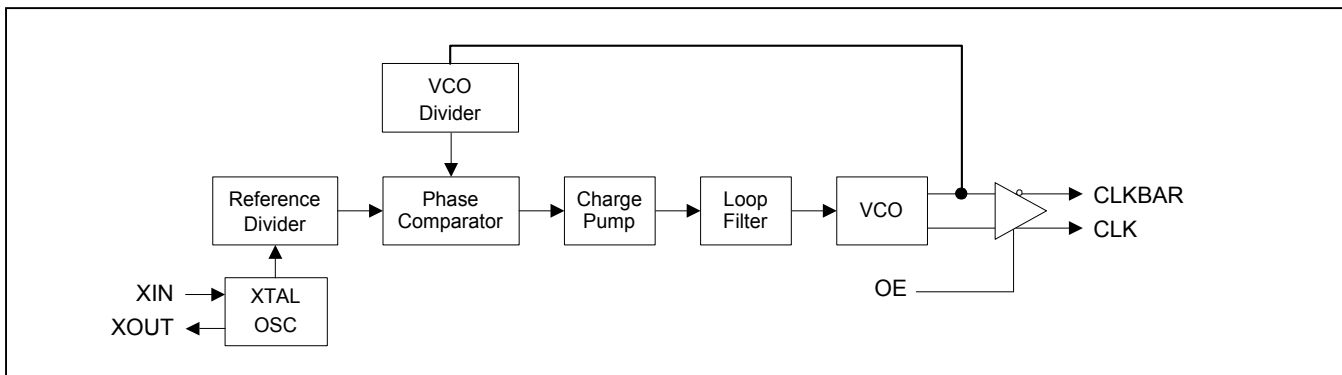 VCO
Divider
Reference
Divider
Phase
Comparator
Charge
Pump
Loop
Filter
VCO
CLKBAR
CLK
OE
XIN
XOUT
XTAL
OSC